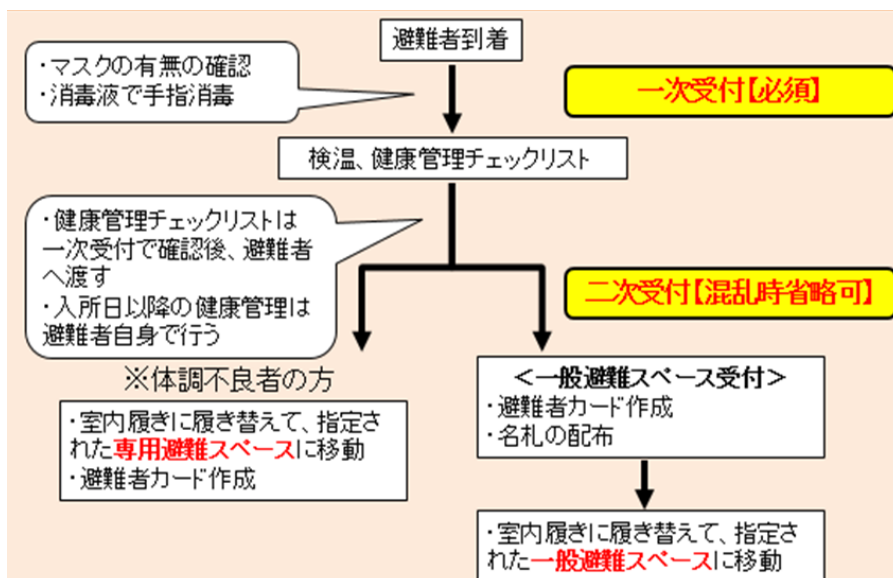 避難者到着
・マスクの有無の確認
・消毒液で手指消毒
一次受付【必須】
検温、健康管理チェックリスト
・健康管理チェックリストは
一次受付で確認後、避難者
へ渡す
・入所日以降の健康管理は
避難者自身で行う
二次受付【混乱時省略可】
※体調不良者の方
・室内履きに履き替えて、指定さ
れた専用避難スペースに移動
・避難者カード作成
＜一般避難スペース受付＞
・避難者カード作成
・名札の配布
・室内履きに履き替えて、指定さ
れた一般避難スペースに移動